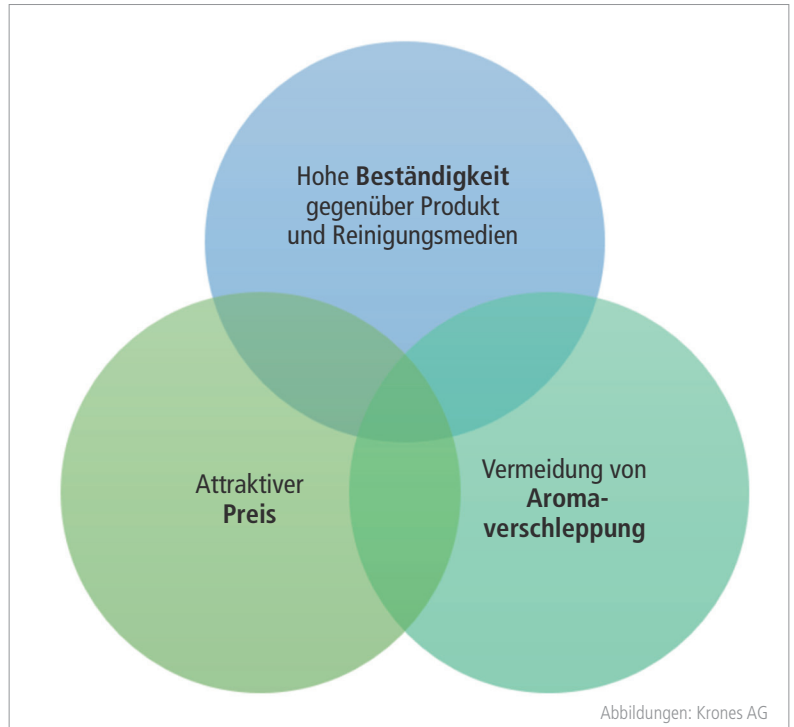 Hohe Beständigkeit
gegenüber Produkt
und Reinigungsmedien
Attraktiver
Preis
Vermeidung von
Aroma-
verschleppung
Abbildungen: Krones AG